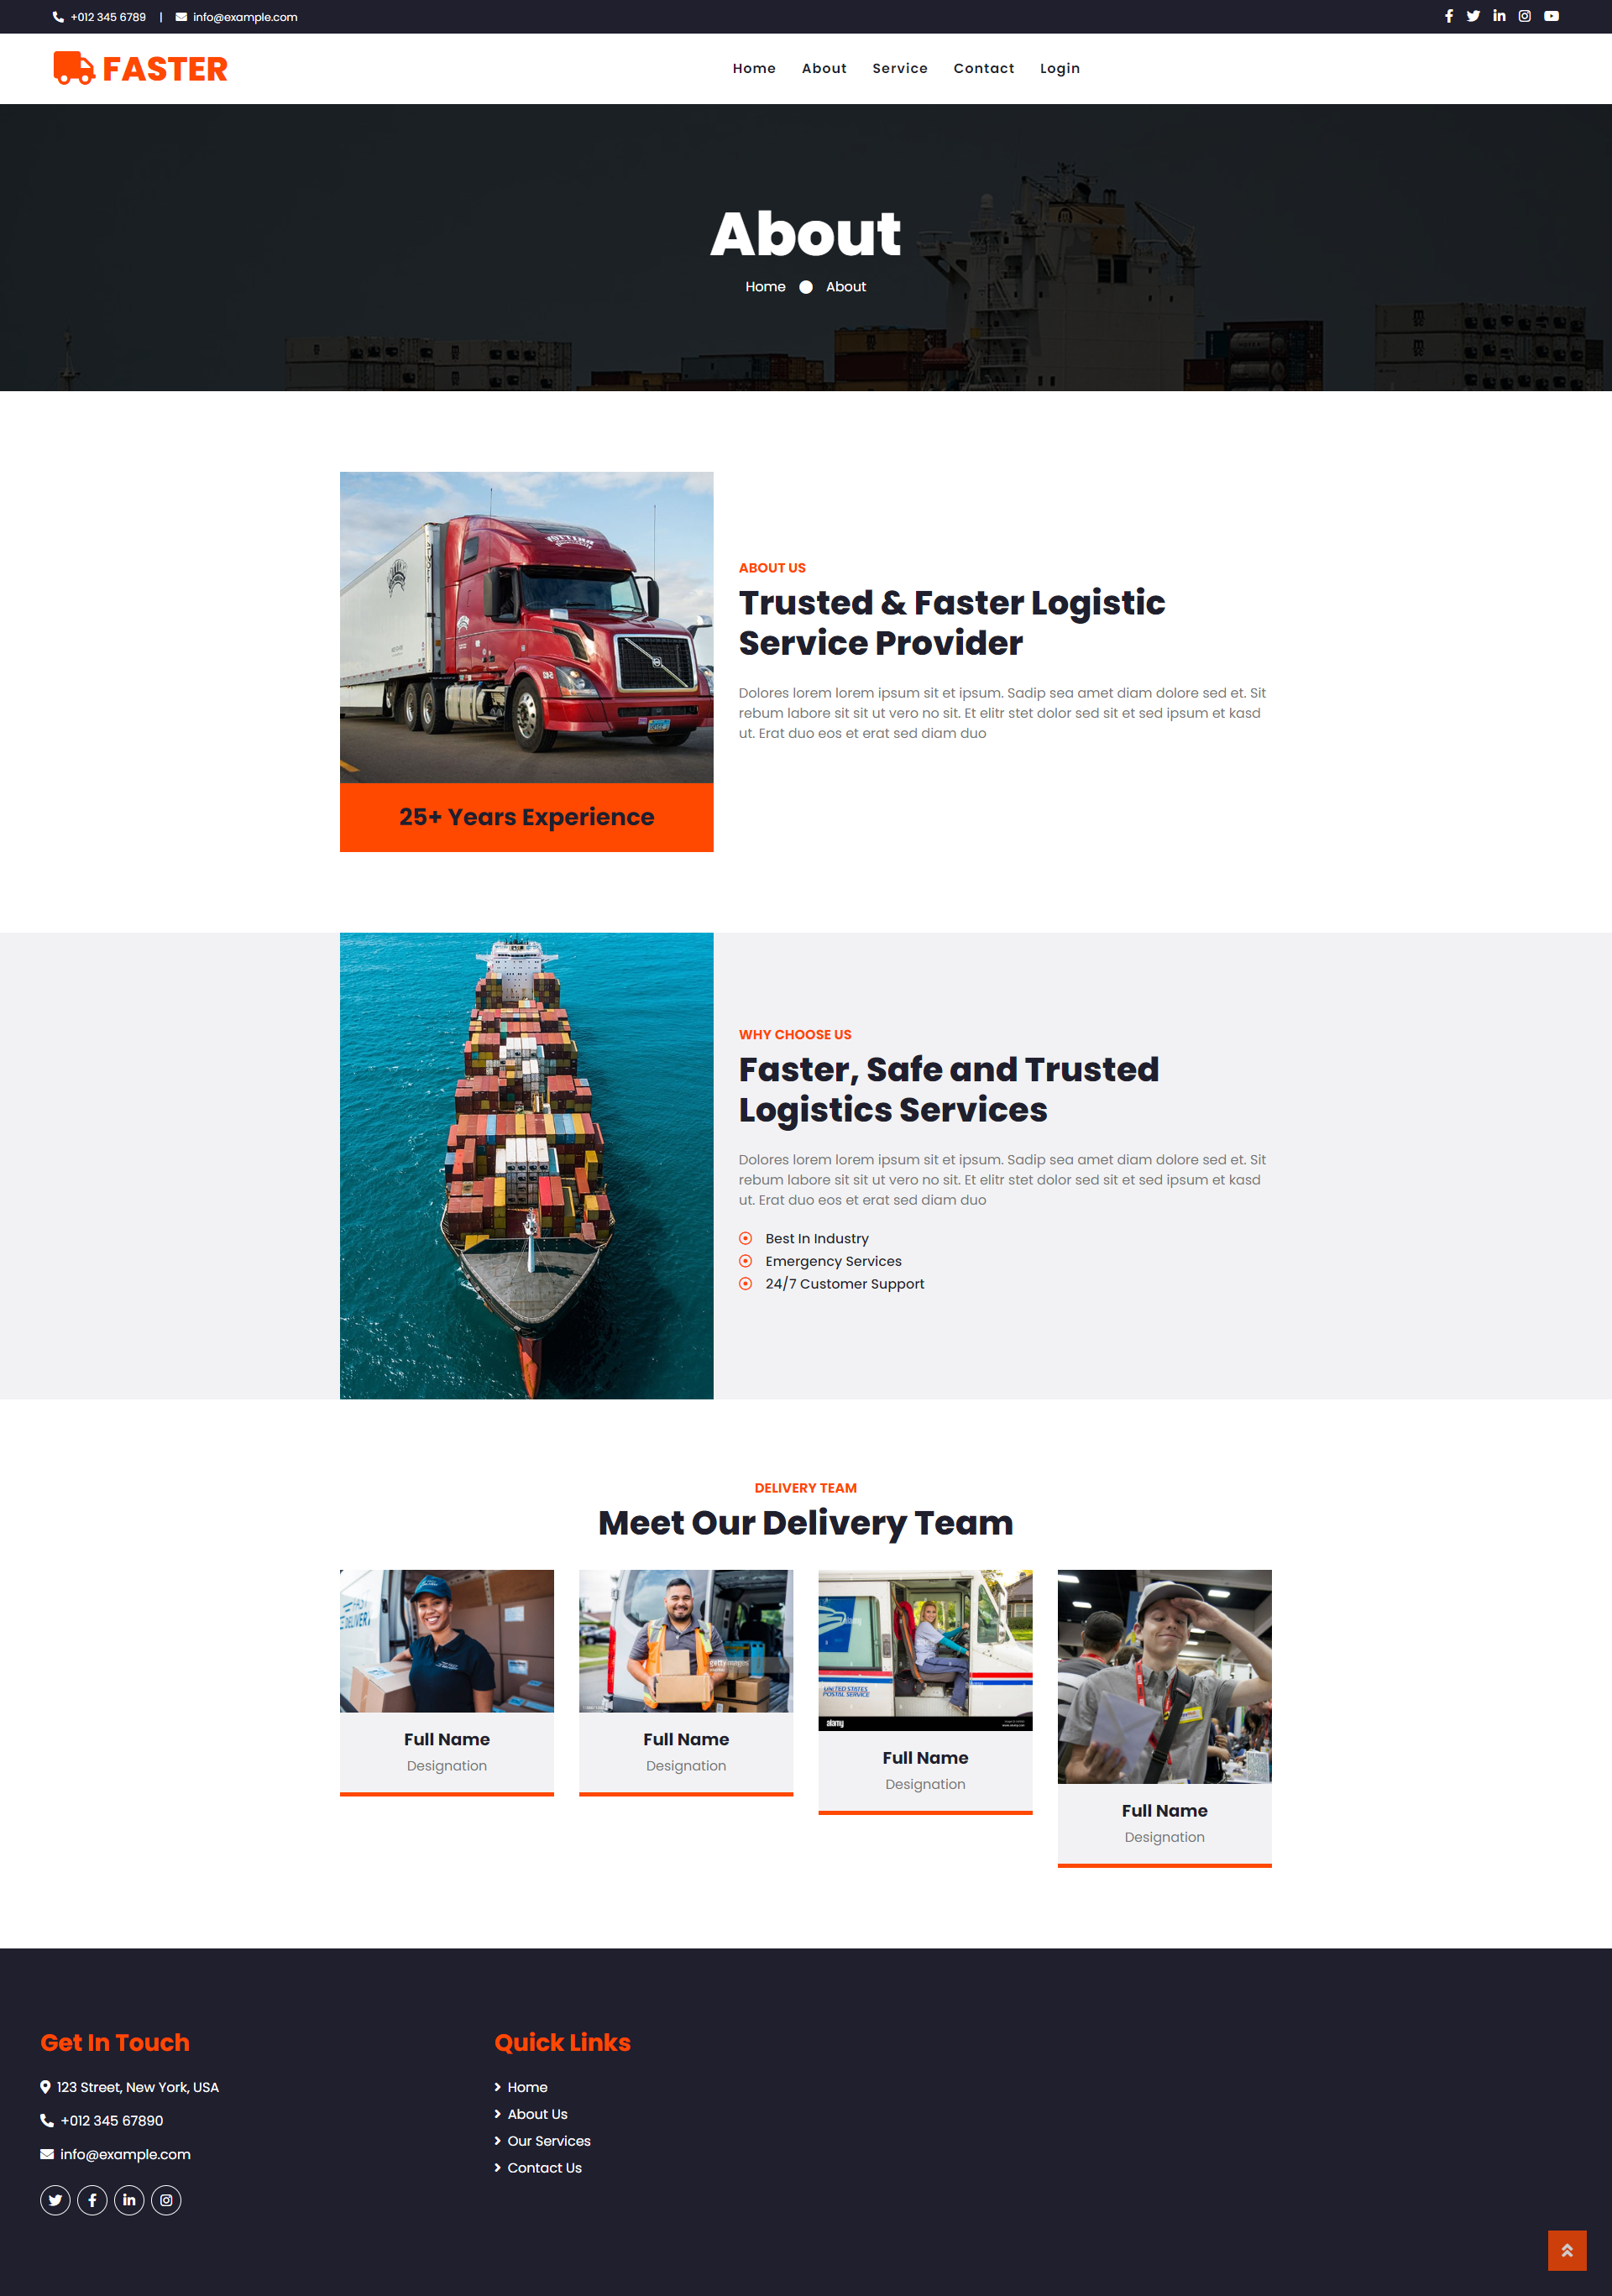 +012 345 6789 | info@example.com
FASTER
Home About Service Contact Login
About
Home About
ABOUT US
Trusted & Faster Logistic
Service Provider
Dolores lorem lorem ipsum sit et ipsum. Sadip sea amet diam dolore sed et. Sit
rebum labore sit sit ut vero no sit. Et elitr stet dolor sed sit et sed ipsum et kasd
ut. Erat duo eos et erat sed diam duo
25+ Years Experience
WHY CHOOSE US
Faster, Safe and Trusted
Logistics Services
Dolores lorem lorem ipsum sit et ipsum. Sadip sea amet diam dolore sed et. Sit
rebum labore sit sit ut vero no sit. Et elitr stet dolor sed sit et sed ipsum et kasd
ut. Erat duo eos et erat sed diam duo
Best In Industry
Emergency Services
24/7 Customer Support
DELIVERY TEAM
Meet Our Delivery Team
DELIVERY
gettyimages
UNITED STATES
POSTAL SERVICE
alamy
Full Name
Designation
Full Name
Designation
Full Name
Designation
Full Name
Designation
Get In Touch
123 Street, New York, USA
+012 345 67890
info@example.com
Quick Links
Home
About Us
Our Services
Contact Us